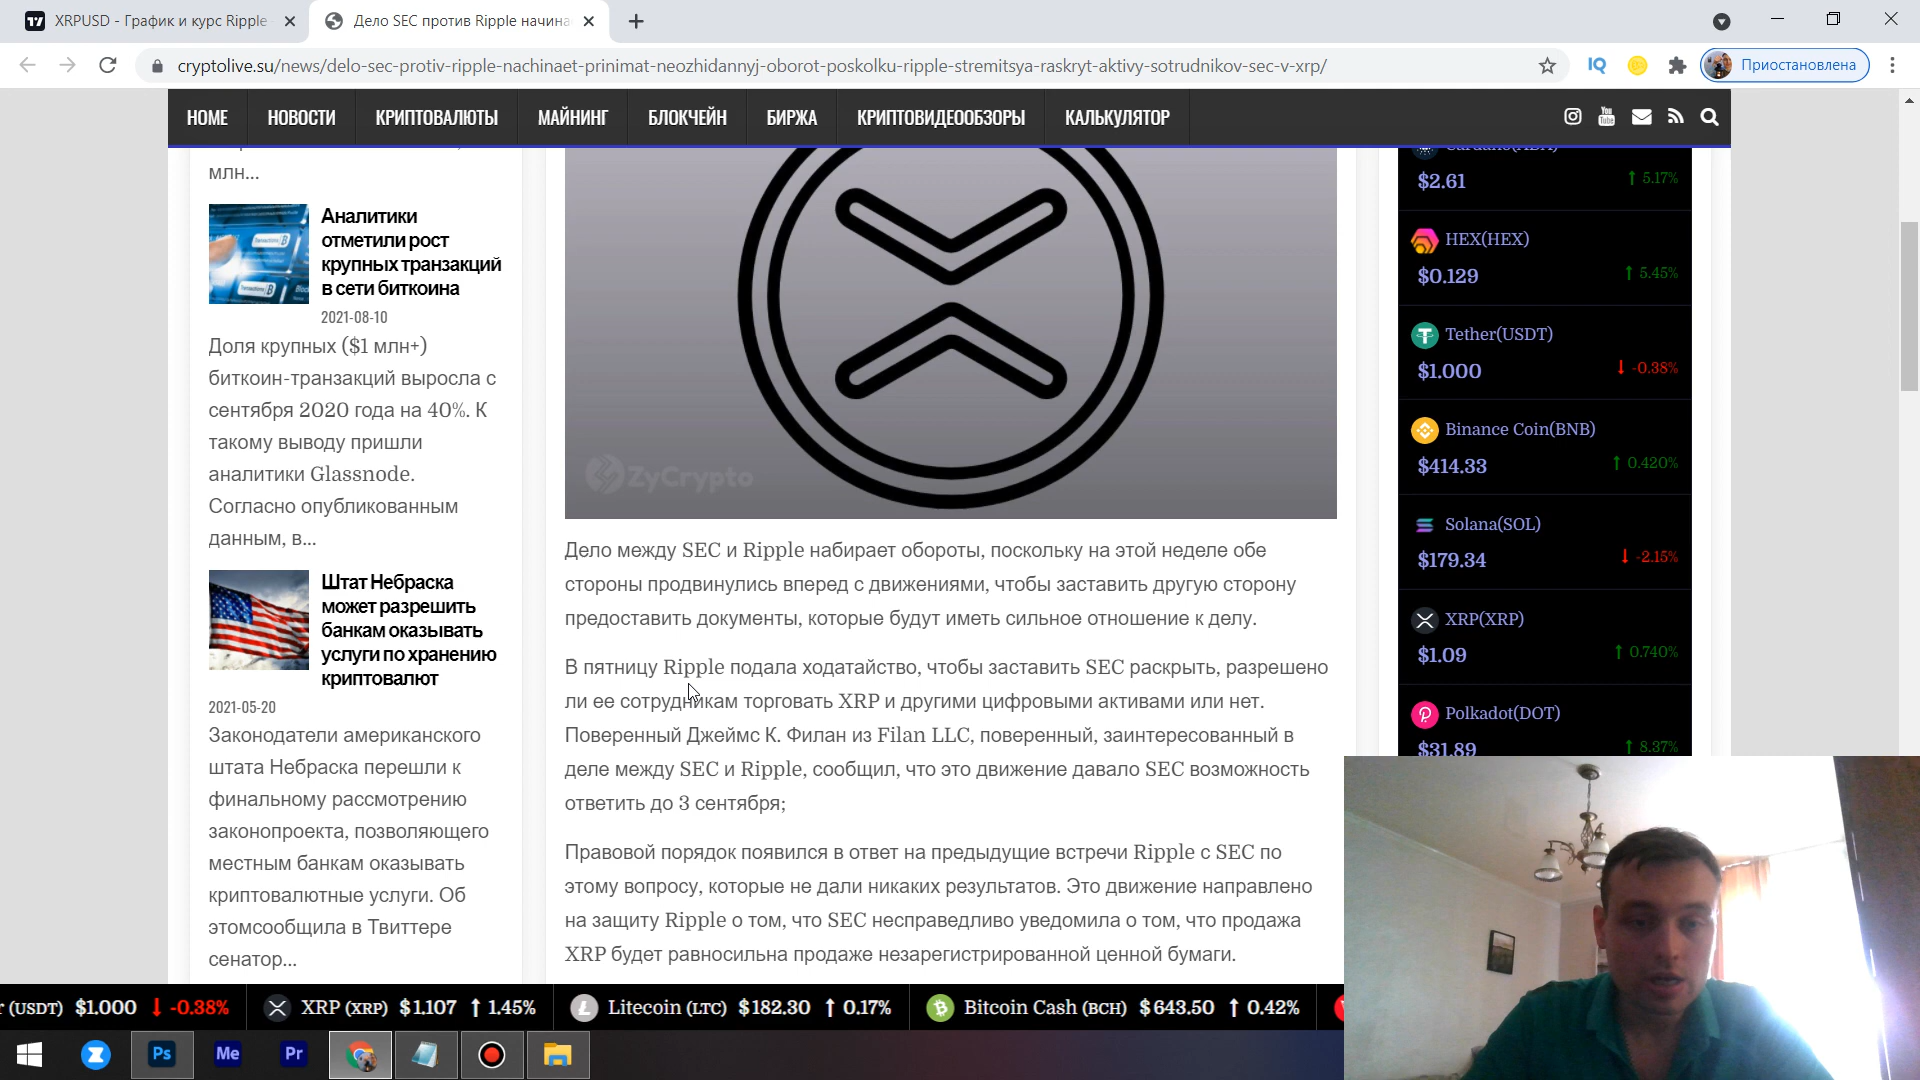 XRPUSD - График и курс Ripple
Дело SEC против Ripple начина
cryptolive.su/news/delo-sec-protiv-ripple-nachinaet-prinimat-neozhidannyj-oborot-poskolku-ripple-stremitsya-raskryt-aktivy-sotrudnikov-sec-v-xrp/
Приостановлена
HOME НОВОСТИ КРИПТОВАЛЮТЫ МАЙНИНГ БЛОКЧЕЙН БИРЖА КРИПТОВИДЕООБЗОРЫ КАЛЬКУЛЯТОР
млн...
Аналитики
отметили рост
крупных транзакций
в сети биткоина
2021-08-10
Доля крупных ($1 млн+)
биткоин-транзакций выросла с
сентября 2020 года на 40%. К
такому выводу пришли
аналитики Glassnode.
Согласно опубликованным
данным, в...
Штат Небраска
может разрешить
банкам оказывать
услуги по хранению
криптовалют
2021-05-20
Законодатели американского
штата Небраска перешли к
финальному рассмотрению
законопроекта, позволяющего
местным банкам оказывать
криптовалютные услуги. Об
этомсообщила в Твиттере
сенатор...
ZyCrypto
Дело между SEC и Ripple набирает обороты, поскольку на этой неделе обе
стороны продвинулись вперед с движениями, чтобы заставить другую сторону
предоставить документы, которые будут иметь сильное отношение к делу.
В пятницу Ripple подала ходатайство, чтобы заставить SEC раскрыть, разрешено
ли ее сотрудникам торговать XRP и другими цифровыми активами или нет.
Поверенный Джеймс К. Филан из Filan LLC, поверенный, заинтересованный в
деле между SEC и Ripple, сообщил, что это движение давало SEC возможность
ответить до 3 сентября;
Правовой порядок появился в ответ на предыдущие встречи Ripple с SEC по
этому вопросу, которые не дали никаких результатов. Это движение направлено
на защиту Ripple о том, что SEC несправедливо уведомила о том, что продажа
XRP будет равносильна продаже незарегистрированной ценной бумаги.
Cardano(ADA)
$2.61 ↑ 5.17%
HEX(HEX)
$0.129 ↑ 5.45%
Tether(USDT)
$1.000 ↓ -0.38%
Binance Coin(BNB)
$414.33 ↑ 0.420%
Solana(SOL)
$179.34 ↓ -2.15%
XRP(XRP)
$1.09 ↑ 0.740%
Polkadot(DOT)
$31.89 ↑ 8.37%
r (USDT) $1.000 ↓ -0.38% XRP (XRP) $1.107 ↑ 1.45% Litecoin (LTC) $182.30 ↑ 0.17% Bitcoin Cash (BCH) $643.50 ↑ 0.42%
Ps Me Pr